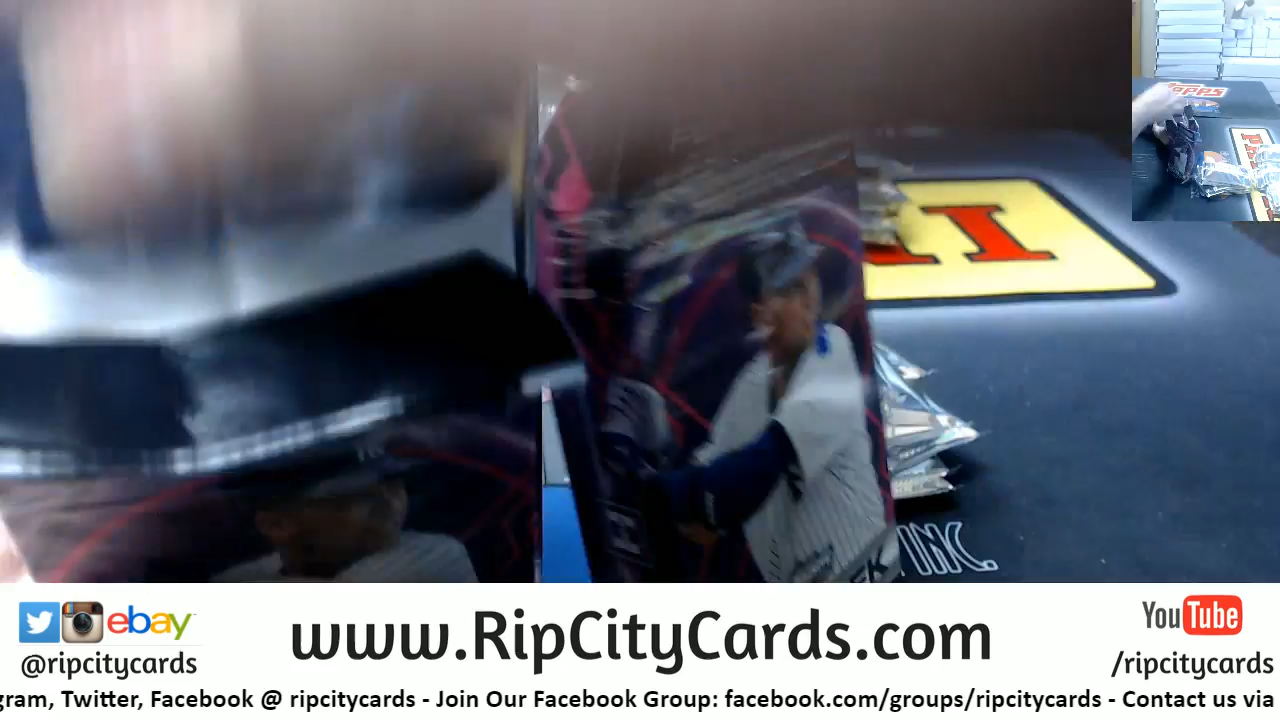 ebay
@ripcitycards
www.RipCityCards.com
YouTube
/ripcitycards
gram, Twitter, Facebook @ ripcitycards - Join Our Facebook Group: facebook.com/groups/ripcitycards - Contact us via
INK